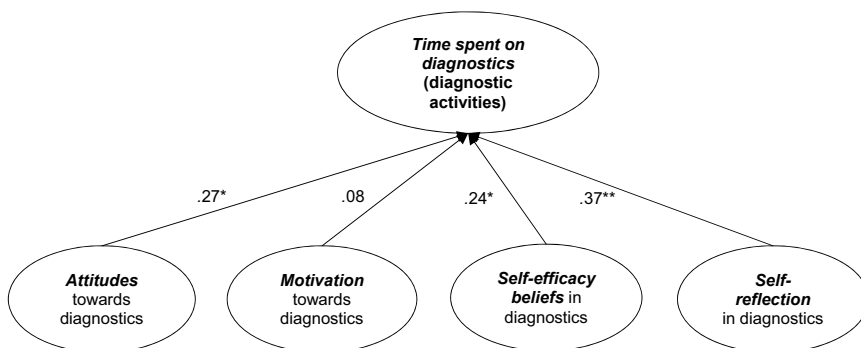 Time spent on
diagnostics
(diagnostic
activities)
.27*
.08
.24*
.37**
Attitudes
towards
diagnostics
Motivation
towards
diagnostics
Self-efficacy
beliefs in
diagnostics
Self-
reflection
in diagnostics